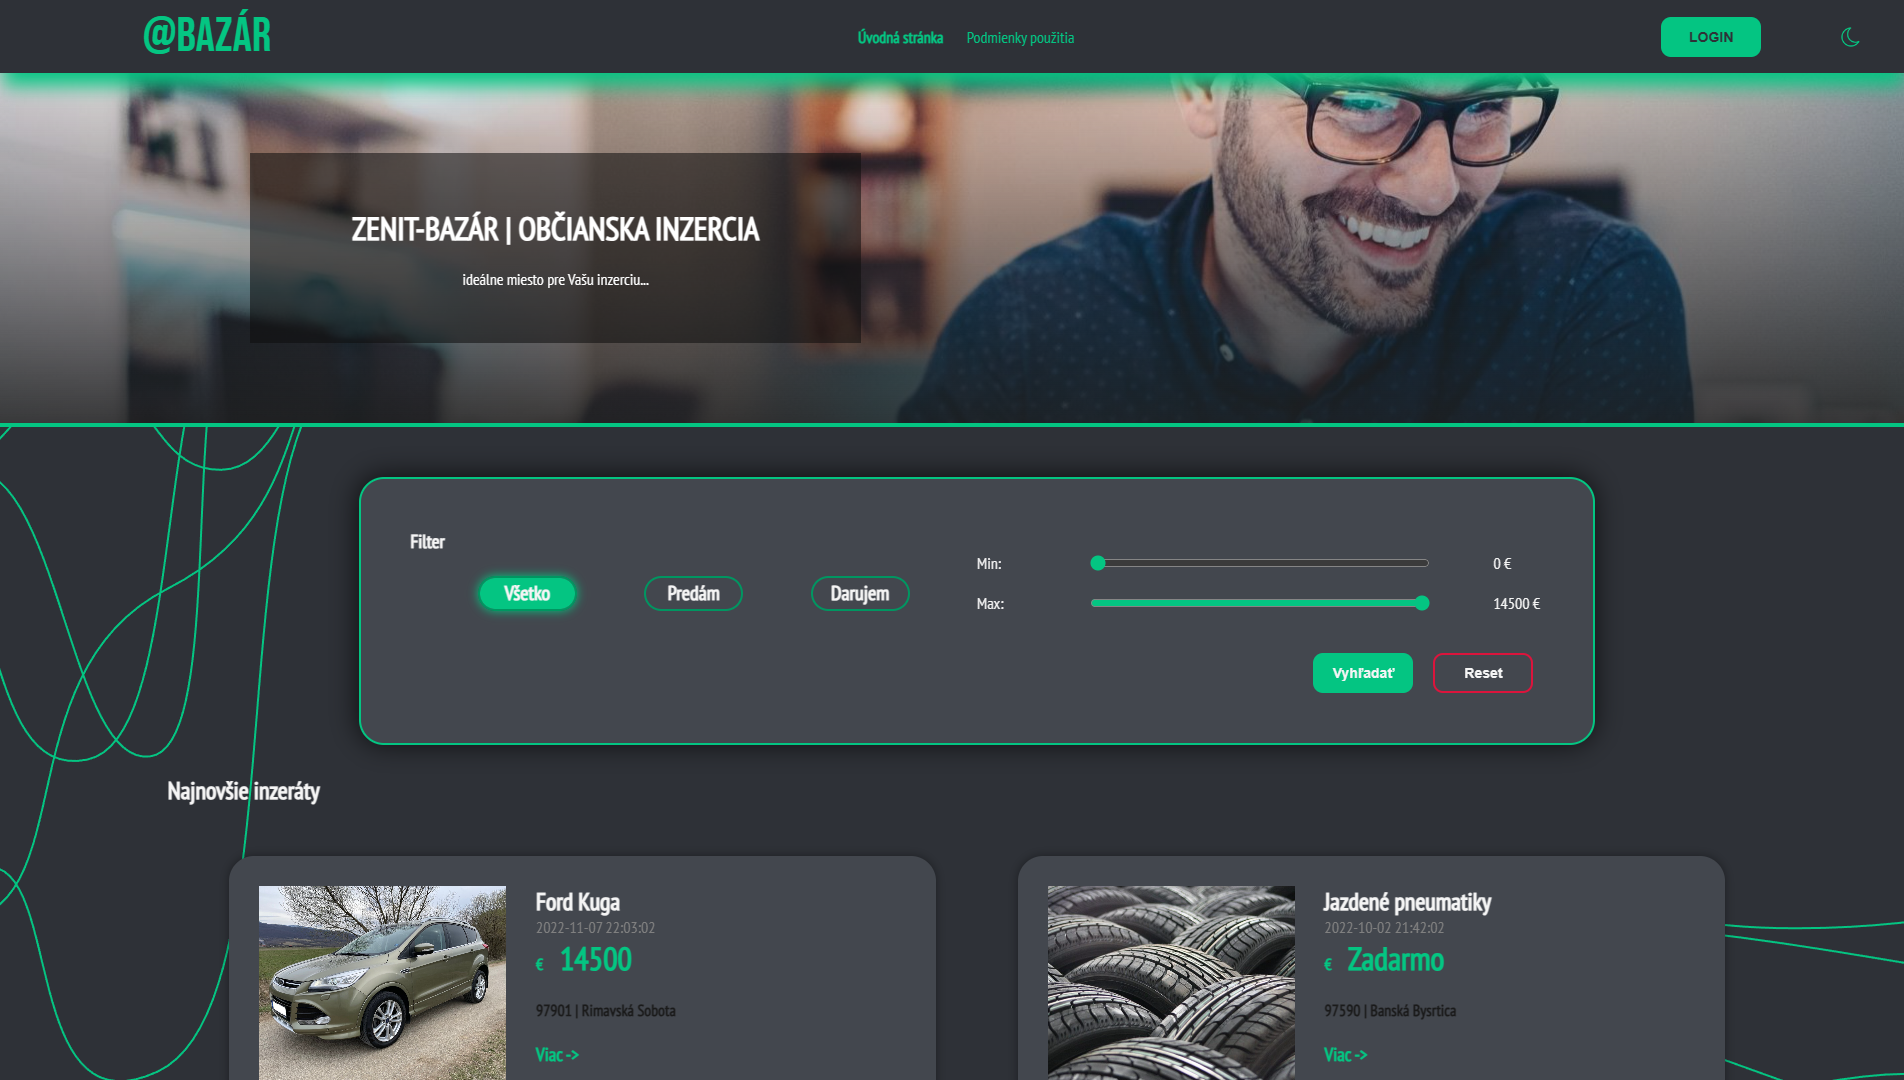 @BAZÁR
Úvodná stránka
Podmienky použitia
LOGIN
ZENIT-BAZÁR | OBČIANSKA INZERCIA
ideálne miesto pre Vašu inzerciu...
Filter
Všetko
Predám
Darujem
Min:
0 €
Max:
14500 €
Vyhľadať
Reset
Najnovšie inzeráty
Ford Kuga
2022-11-07 22:03:02
€ 14500
97901 | Rimavská Sobota
Viac ->
Jazdené pneumatiky
2022-10-02 21:42:02
€ Zadarmo
97590 | Banská Bysrtica
Viac ->